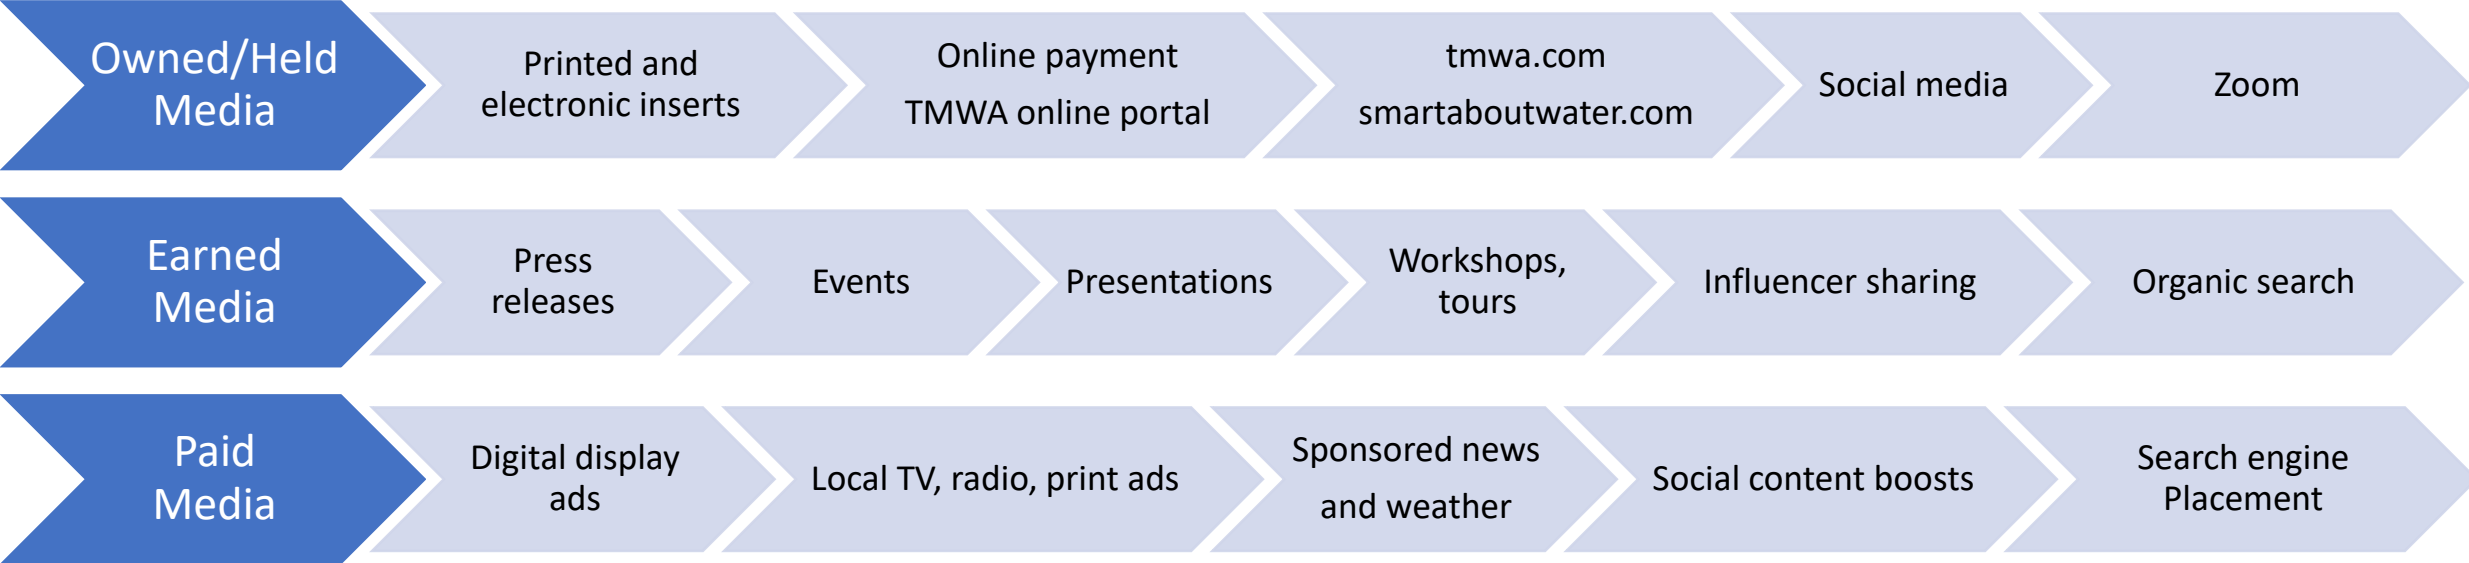 Owned/Held
Media
Printed and
electronic inserts
Online payment
TMWA online portal
tmwa.com
smartaboutwater.com
Social media
Zoom
Earned
Media
Press
releases
Events
Presentations
Workshops,
tours
Influencer sharing
Organic search
Paid
Media
Digital display
ads
Local TV, radio, print ads
Sponsored news
and weather
Social content boosts
Search engine
Placement